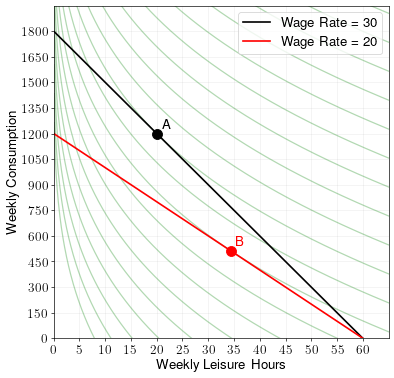 Wage Rate = 30
Wage Rate = 20
1800
1650
1500
1350
1200
1050
900
750
600
450
300
150
0
A
B
0 5 10 15 20 25 30 35 40 45 50 55 60
Weekly Consumption
Weekly Leisure Hours